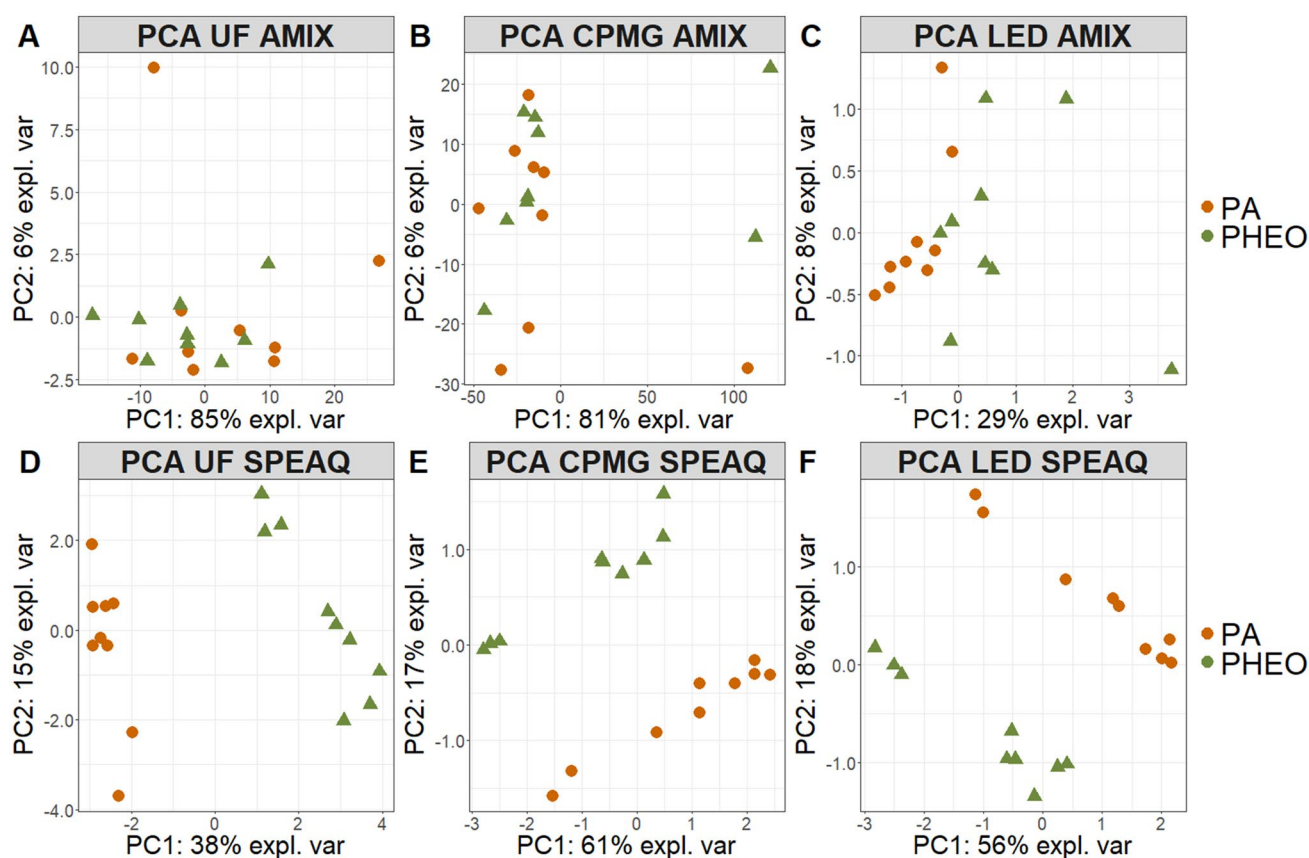 A
PCA UF AMIX
PC2: 6% expl. var
10.0
7.5
5.0
2.5
0.0
-2.5
-10 0 10 20
PC1: 85% expl. var
B
PCA CPMG AMIX
PC2: 6% expl. var
20
10
0
-10
-20
-30
-50 0 50 100
PC1: 81% expl. var
C
PCA LED AMIX
PC2: 8% expl. var
1.0
0.5
0.0
-0.5
-1.0
-1 0 1 2 3
PC1: 29% expl. var
PA
PHEO
D
PCA UF SPEAQ
PC2: 15% expl. var
2.0
0.0
-2.0
-4.0
-2 0 2 4
PC1: 38% expl. var
E
PCA CPMG SPEAQ
PC2: 17% expl. var
1.0
0.0
-1.0
-3 -2 -1 0 1 2
PC1: 61% expl. var
F
PCA LED SPEAQ
PC2: 18% expl. var
1.0
0.0
-1.0
-3 -2 -1 0 1 2
PC1: 56% expl. var
PA
PHEO